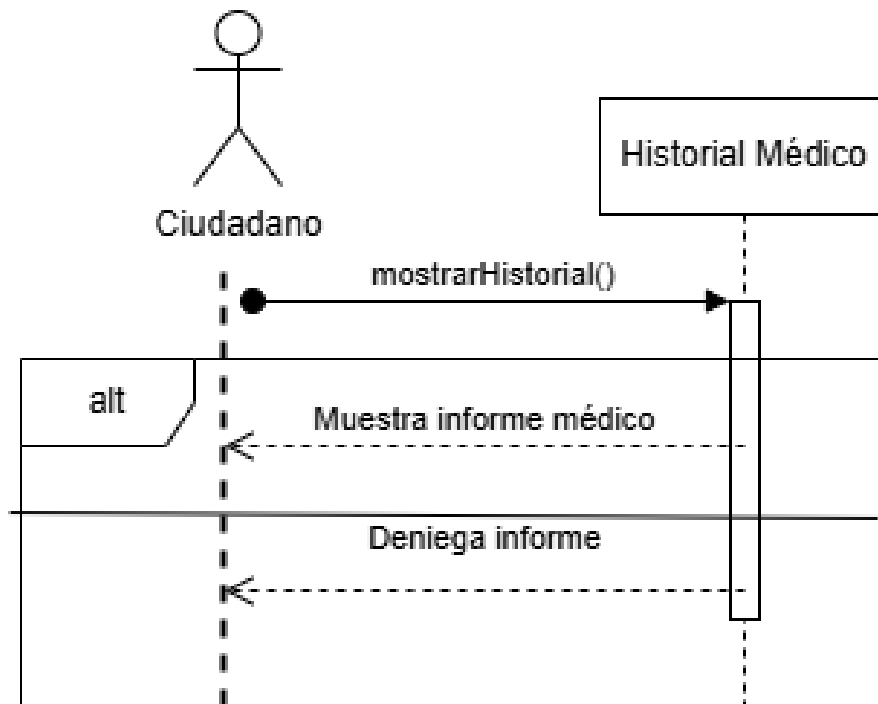 Historial Médico
Ciudadano
mostrarHistorial()
alt
Muestra informe médico
Deniega informe